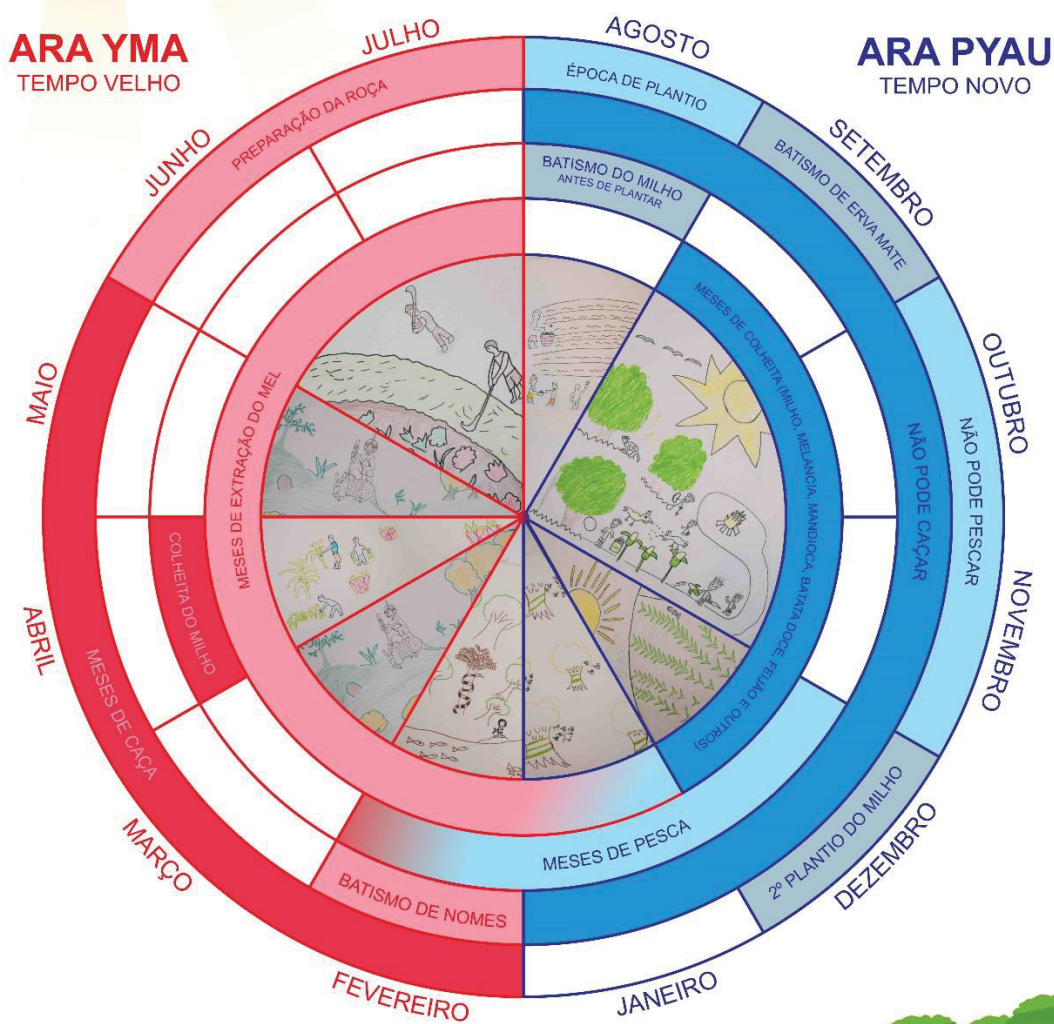 ARA YMA
TEMPO VELHO
ARA PYAU
TEMPO NOVO
JULHO
AGOSTO
SETEMBRO
OUTUBRO
NOVEMBRO
DEZEMBRO
JANEIRO
FEVEREIRO
MARÇO
ABRIL
MAIO
JUNHO
PREPARAÇÃO DA ROÇA
ÉPOCA DE PLANTIO
BATISMO DE ERVA MATE
NÃO PODE PESCAR
2º PLANTIO DO MILHO
MESES DE CAÇA
NÃO PODE CAÇAR
BATISMO DE NOMES
BATISMO DO MILHO
ANTES DE PLANTAR
MESES DE PESCA
COLHEITA DO MILHO
MESES DE EXTRAÇÃO DO MEL
MESES DE COLHEITA (MILHO, MELANCIA, MANDIOCA, BATATA DOCE, FEIJÃO E OUTROS)